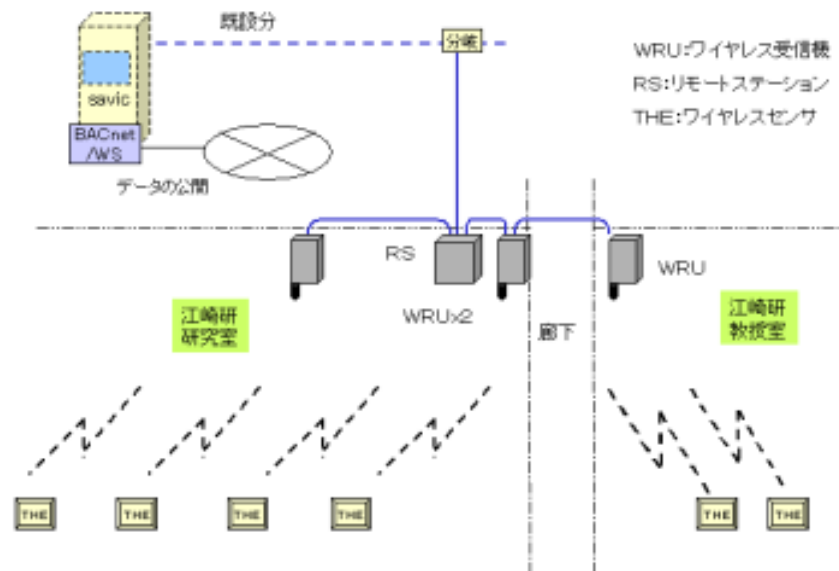 既設分
分岐
WRU:ワイヤレス受信機
RS:リモートステーション
THE:ワイヤレスセンサ
savic
BACnet
/WS
データの公開
RS
WRU
WRUx2
江崎研
研究室
廊下
江崎研
教授室
THE
THE
THE
THE
THE
THE